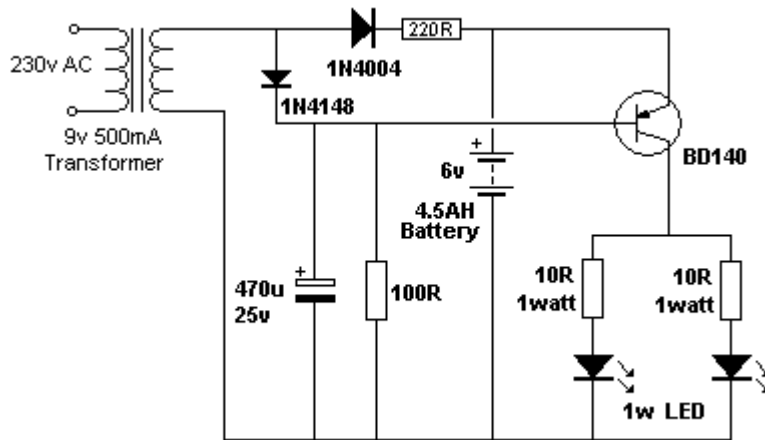 220R
230v AC
1N4004
1N4148
9v 500mA
Transformer
BD140
+
6v
4.5AH
Battery
+
470u
25v
100R
10R
1watt
10R
1watt
1w LED